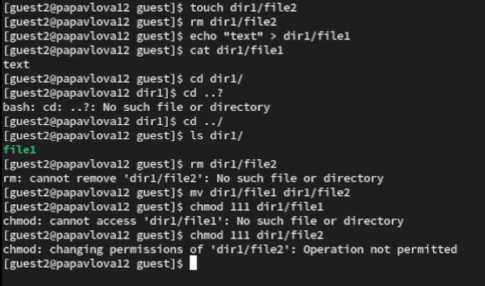 [guest2@papavlova12 guest]$ touch dir1/file2
[guest2@papavlova12 guest]$ rm dir1/file2
[guest2@papavlova12 guest]$ echo "text" > dir1/file1
[guest2@papavlova12 guest]$ cat dir1/file1
text
[guest2@papavlova12 guest]$ cd dir1/
[guest2@papavlova12 dir1]$ cd ..?
bash: cd: ..?: No such file or directory
[guest2@papavlova12 dir1]$ cd ../
[guest2@papavlova12 guest]$ ls dir1/
file1
[guest2@papavlova12 guest]$ rm dir1/file2
rm: cannot remove 'dir1/file2': No such file or directory
[guest2@papavlova12 guest]$ mv dir1/file1 dir1/file2
[guest2@papavlova12 guest]$ chmod 111 dir1/file1
chmod: cannot access 'dir1/file1': No such file or directory
[guest2@papavlova12 guest]$ chmod 111 dir1/file2
chmod: changing permissions of 'dir1/file2': Operation not permitted
[guest2@papavlova12 guest]$